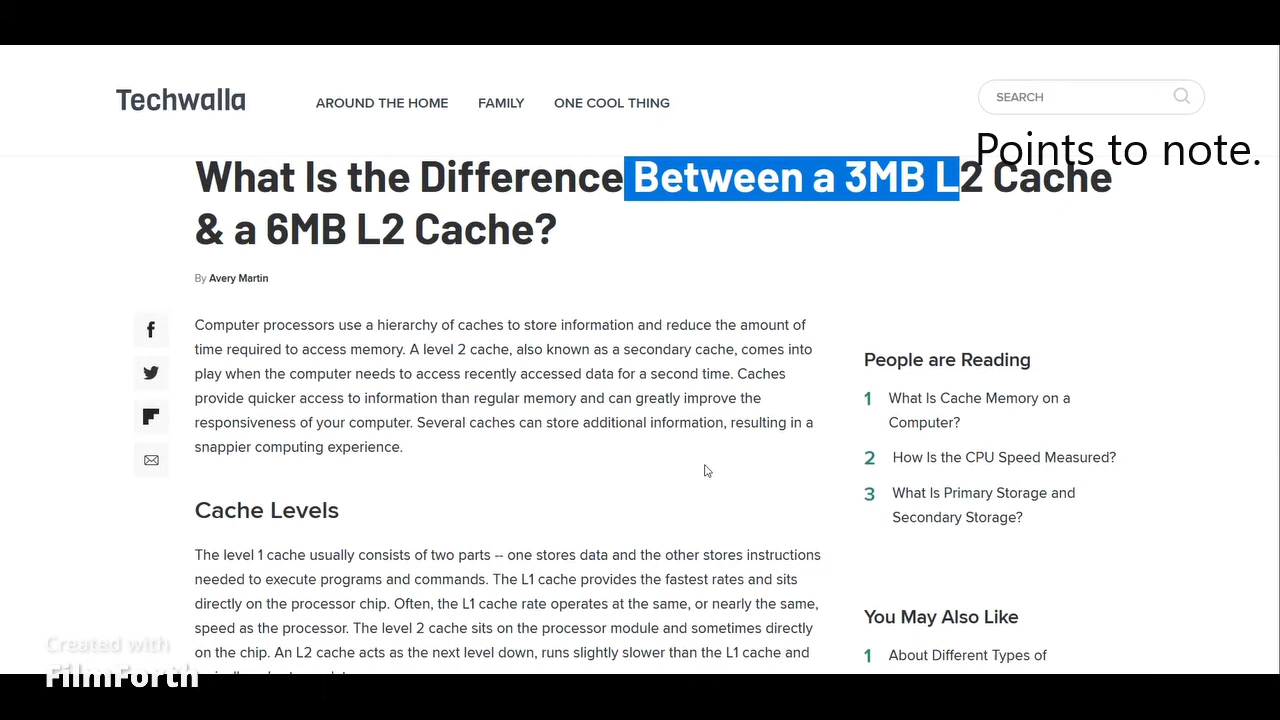 Techwalla
AROUND THE HOME
FAMILY
ONE COOL THING
SEARCH
Points to note.
What Is the Difference Between a 3MB L2 Cache
& a 6MB L2 Cache?
By Avery Martin
Computer processors use a hierarchy of caches to store information and reduce the amount of
time required to access memory. A level 2 cache, also known as a secondary cache, comes into
play when the computer needs to access recently accessed data for a second time. Caches
provide quicker access to information than regular memory and can greatly improve the
responsiveness of your computer. Several caches can store additional information, resulting in a
snappier computing experience.
Cache Levels
The level 1 cache usually consists of two parts -- one stores data and the other stores instructions
needed to execute programs and commands. The L1 cache provides the fastest rates and sits
directly on the processor chip. Often, the L1 cache rate operates at the same, or nearly the same,
speed as the processor. The level 2 cache sits on the processor module and sometimes directly
on the chip. An L2 cache acts as the next level down, runs slightly slower than the L1 cache and
People are Reading
1 What Is Cache Memory on a
Computer?
2 How Is the CPU Speed Measured?
3 What Is Primary Storage and
Secondary Storage?
You May Also Like
1 About Different Types of
Created with
FilmForth